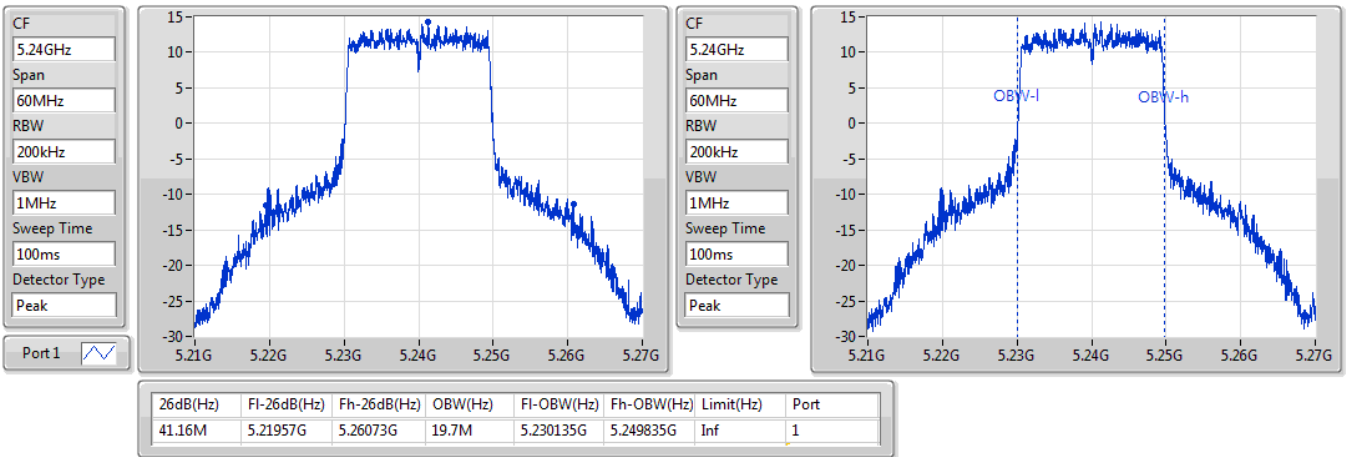 CF
5.24GHz
Span
60MHz
RBW
200kHz
VBW
1MHz
Sweep Time
100ms
Detector Type
Peak
Port 1
15
10
5
0
-5
-10
-15
-20
-25
-30
5.21G 5.22G 5.23G 5.24G 5.25G 5.26G 5.27G
CF
5.24GHz
Span
60MHz
RBW
200kHz
VBW
1MHz
Sweep Time
100ms
Detector Type
Peak
15
10
5
0
-5
-10
-15
-20
-25
-30
OBW-l OBW-h
5.21G 5.22G 5.23G 5.24G 5.25G 5.26G 5.27G
26dB(Hz) Fl-26dB(Hz) Fh-26dB(Hz) OBW(Hz) Fl-OBW(Hz) Fh-OBW(Hz) Limit(Hz) Port
41.16M 5.21957G 5.26073G 19.7M 5.230135G 5.249835G Inf 1